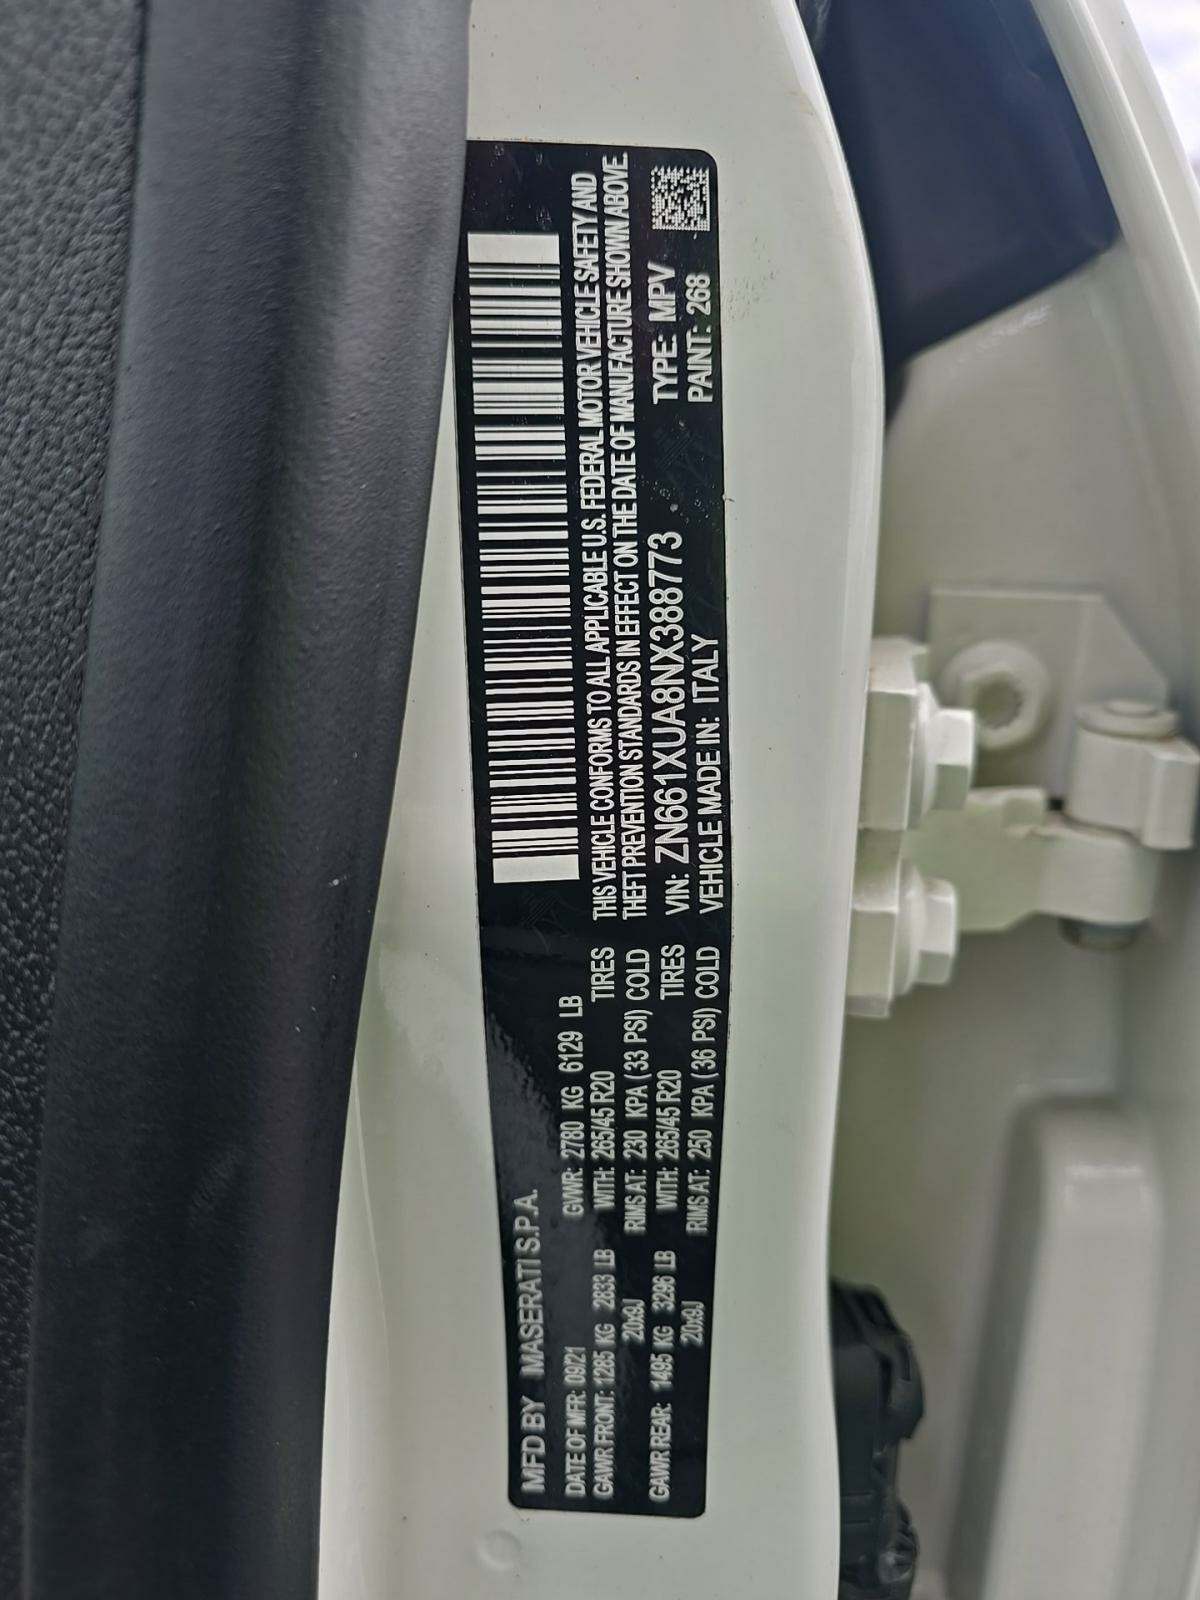 MFD BY MASERATI S.P.A.
DATE OF MFR: 09/21 GVWR: 2780 KG 6129 LB
GAWR FRONT: 1285 KG 2833 LB WITH: 265/45 R20 TIRES
20x9J RIMS AT: 230 KPA (33 PSI) COLD
GAWR REAR: 1495 KG 3296 LB WITH: 265/45 R20 TIRES
20x9J RIMS AT: 250 KPA (36 PSI) COLD
THIS VEHICLE CONFORMS TO ALL APPLICABLE U.S. FEDERAL MOTOR VEHICLE SAFETY AND
THEFT PREVENTION STANDARDS IN EFFECT ON THE DATE OF MANUFACTURE SHOWN ABOVE.
VIN: ZN661XUA8NX388773 TYPE: MPV
VEHICLE MADE IN: ITALY PAINT: 268